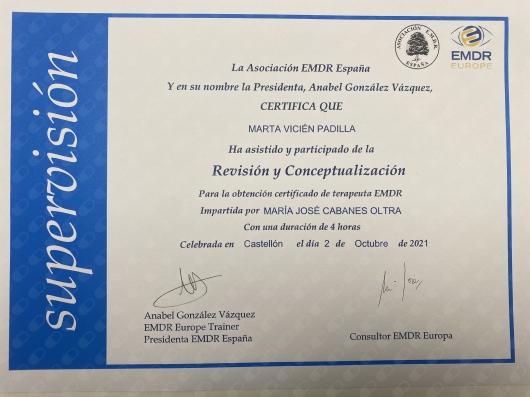 supervisión
ASOCIACIÓN E.M.D.R.
ESPAÑA
EMDR
EUROPE
La Asociación EMDR España
Y en su nombre la Presidenta, Anabel González Vázquez,
CERTIFICA QUE
MARTA VICIÉN PADILLA
Ha asistido y participado de la
Revisión y Conceptualización
Para la obtención certificado de terapeuta EMDR
Impartida por MARÍA JOSÉ CABANES OLTRA
Con una duración de 4 horas
Celebrada en Castellón el día 2 de Octubre de 2021
Anabel González Vázquez
EMDR Europe Trainer
Presidenta EMDR España
Consultor EMDR Europa